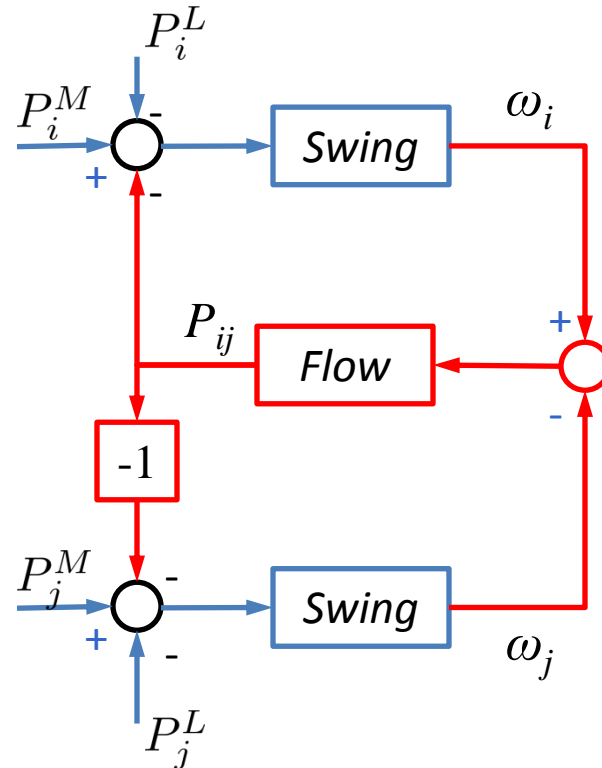 P_i^L
P_i^M
-
+
-
Swing
ω_i
P_ij
Flow
+
-
-1
P_j^M
-
+
-
Swing
ω_j
P_j^L